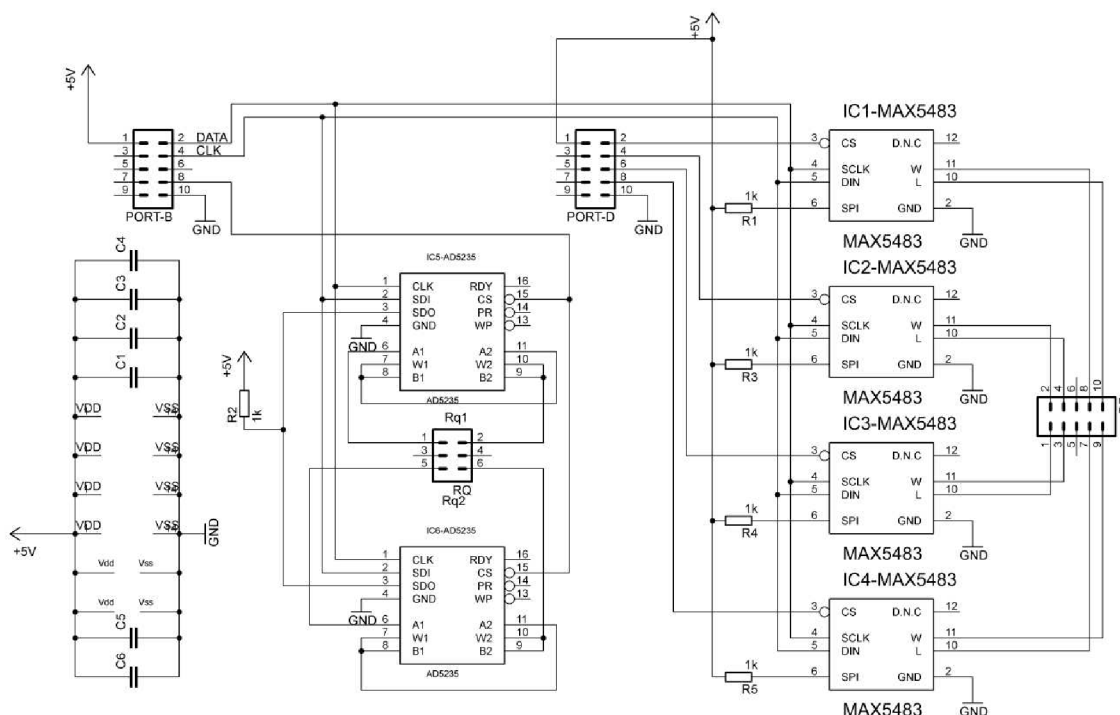 +5V
+5V
1 2 DATA
3 4 CLK
5 6
7 8
9 10
PORT-B
GND
1 2
3 4
5 6
7 8
9 10
PORT-D
GND
IC1-MAX5483
3 CS D.N.C 12
4 SCLK W 11
5 DIN L 10
6 SPI GND 2
1k
R1
GND
MAX5483
IC2-MAX5483
3 CS D.N.C 12
4 SCLK W 11
5 DIN L 10
6 SPI GND 2
1k
R3
GND
MAX5483
IC3-MAX5483
3 CS D.N.C 12
4 SCLK W 11
5 DIN L 10
6 SPI GND 2
1k
R4
GND
MAX5483
IC4-MAX5483
3 CS D.N.C 12
4 SCLK W 11
5 DIN L 10
6 SPI GND 2
1k
R5
GND
MAX5483
2 4 6 8 10
1 3 5 7 9
C4
C3
C2
C1
VDD VSS
VDD VSS
VDD VSS
VDD VSS
+5V
GND
Vdd Vss
Vdd Vss
C5
C6
IC5-AD5235
1 CLK RDY 16
2 SDI CS 15
3 SDO PR 14
4 GND WP 13
GND
6 A1 A2 11
7 W1 W2 10
8 B1 B2 9
AD5235
+5V
R2
1k
Rq1
1 2
3 4
5 6
RQ
Rq2
IC6-AD5235
1 CLK RDY 16
2 SDI CS 15
3 SDO PR 14
4 GND WP 13
GND
6 A1 A2 11
7 W1 W2 10
8 B1 B2 9
AD5235